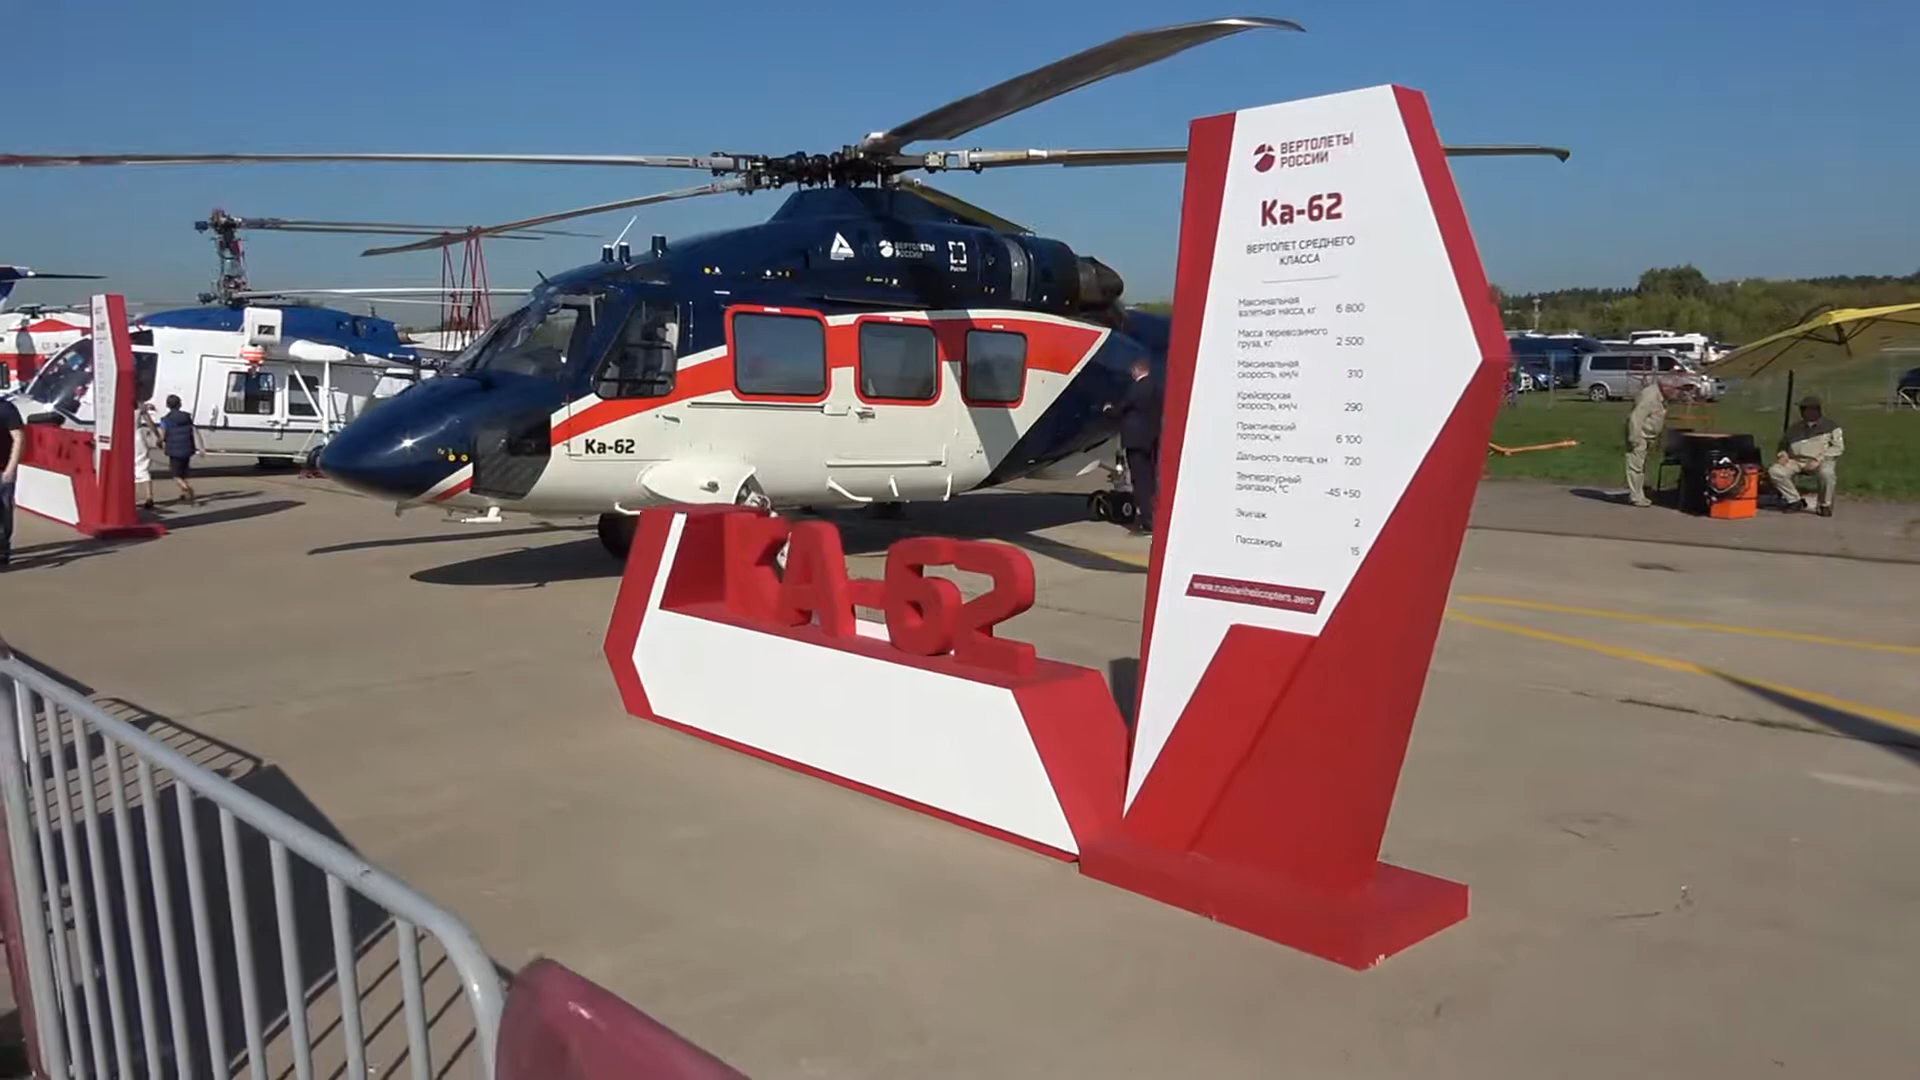 ВЕРТОЛЕТЫ
РОССИИ
Ка-62
ВЕРТОЛЕТ СРЕДНЕГО
КЛАССА
Максимальная
взлетная масса, кг 6 800
Масса перевозимого
груза, кг 2 500
Максимальная
скорость, км/ч 310
Крейсерская
скорость, км/ч 290
Практический
потолок, м 6 100
Дальность полета, км 720
Температурный
диапазон, °С -45 +50
Экипаж 2
Пассажиры 15
www.russianhelicopters.aero
ВЕРТОЛЕТЫ
РОССИИ
Ростех
Ка-62
КА-62